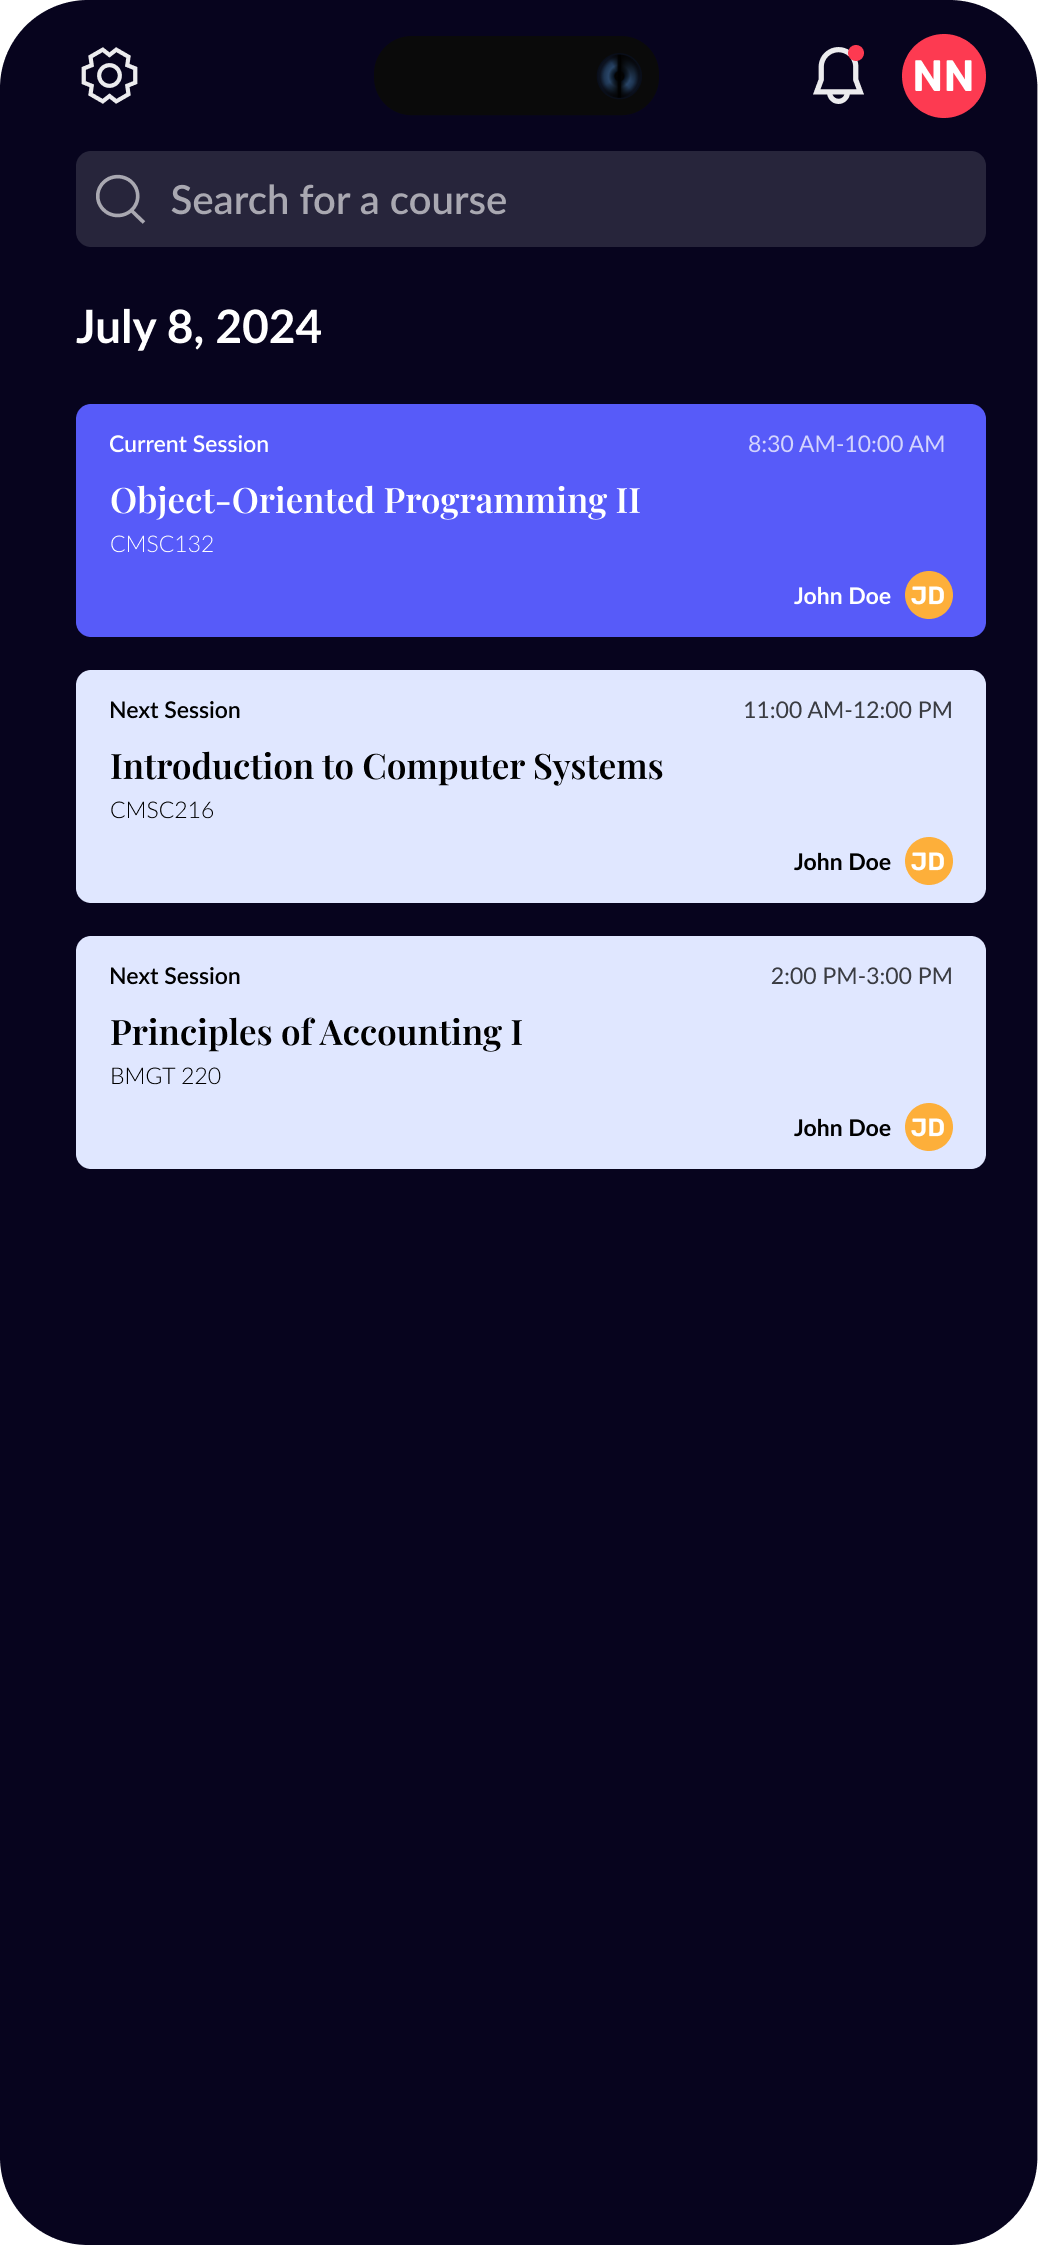 NN
Search for a course
July 8, 2024
Current Session 8:30 AM-10:00 AM
Object-Oriented Programming II
CMSC132
John Doe JD
Next Session 11:00 AM-12:00 PM
Introduction to Computer Systems
CMSC216
John Doe JD
Next Session 2:00 PM-3:00 PM
Principles of Accounting I
BMGT 220
John Doe JD